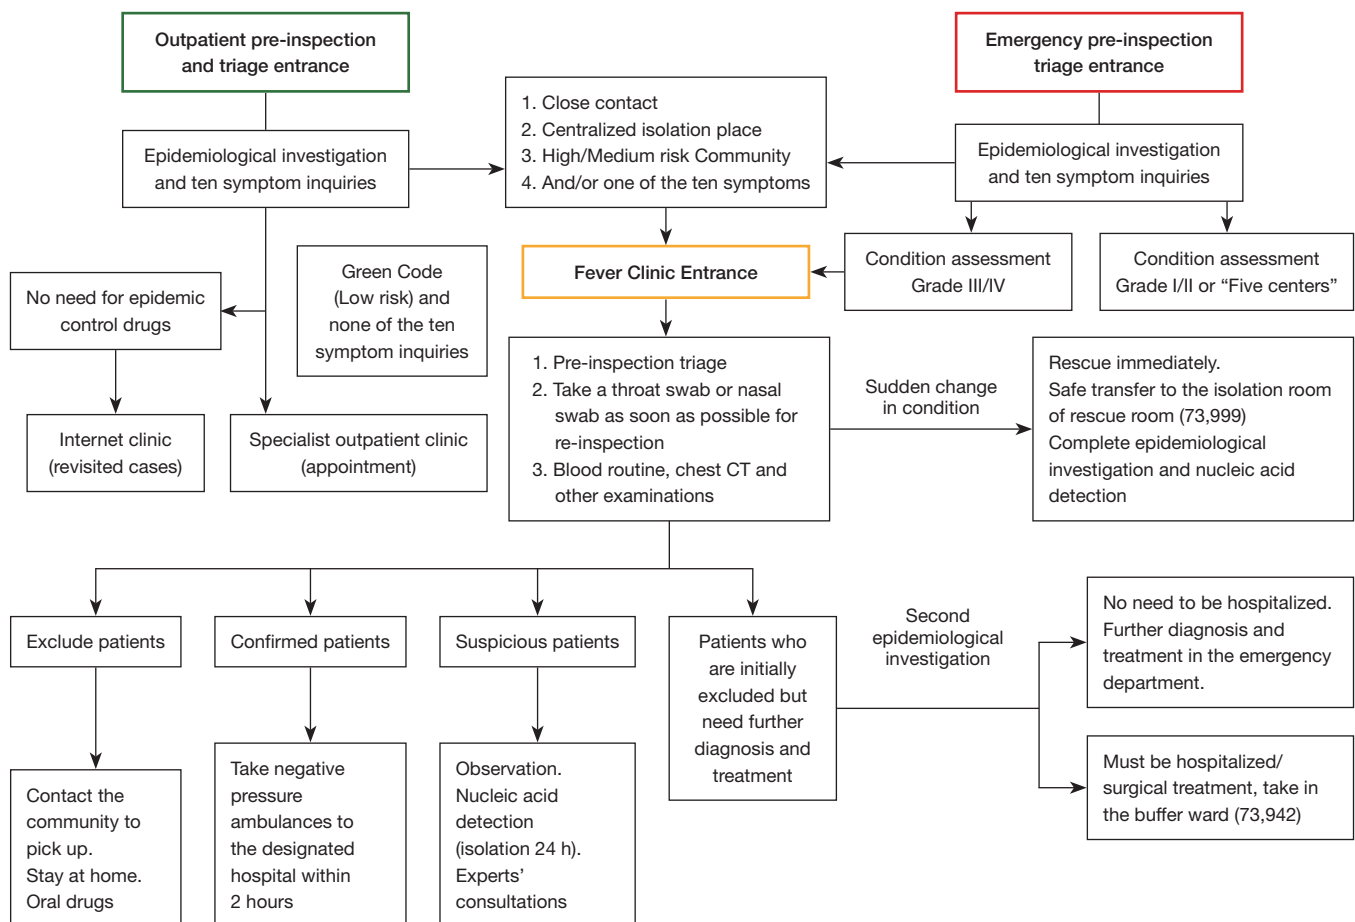 Outpatient pre-inspection
and triage entrance
Emergency pre-inspection
triage entrance
1. Close contact
2. Centralized isolation place
3. High/Medium risk Community
4. And/or one of the ten symptoms
Epidemiological investigation
and ten symptom inquiries
Epidemiological investigation
and ten symptom inquiries
Fever Clinic Entrance
Condition assessment
Grade III/IV
Condition assessment
Grade I/II or “Five centers”
Green Code
(Low risk) and
none of the ten
symptom inquiries
No need for epidemic
control drugs
Internet clinic
(revisited cases)
Specialist outpatient clinic
(appointment)
1. Pre-inspection triage
2. Take a throat swab or nasal
swab as soon as possible for
re-inspection
3. Blood routine, chest CT and
other examinations
Sudden change
in condition
Rescue immediately.
Safe transfer to the isolation room
of rescue room (73,999)
Complete epidemiological
investigation and nucleic acid
detection
Exclude patients
Confirmed patients
Suspicious patients
Patients who
are initially
excluded but
need further
diagnosis and
treatment
Second
epidemiological
investigation
No need to be hospitalized.
Further diagnosis and
treatment in the emergency
department.
Must be hospitalized/
surgical treatment, take in
the buffer ward (73,942)
Contact the
community to
pick up.
Stay at home.
Oral drugs
Take negative
pressure
ambulances to
the designated
hospital within
2 hours
Observation.
Nucleic acid
detection
(isolation 24 h).
Experts’
consultations